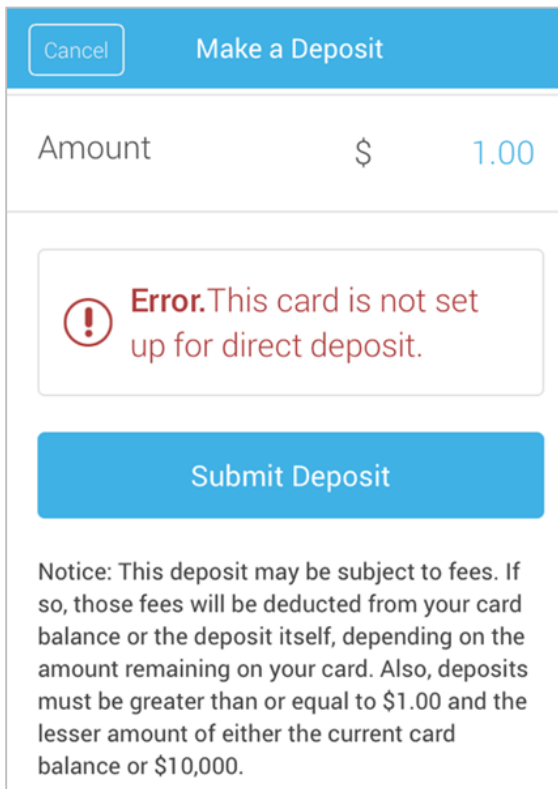 Cancel
Make a Deposit
Amount $ 1.00
Error.This card is not set
up for direct deposit.
Submit Deposit
Notice: This deposit may be subject to fees. If
so, those fees will be deducted from your card
balance or the deposit itself, depending on the
amount remaining on your card. Also, deposits
must be greater than or equal to $1.00 and the
lesser amount of either the current card
balance or $10,000.